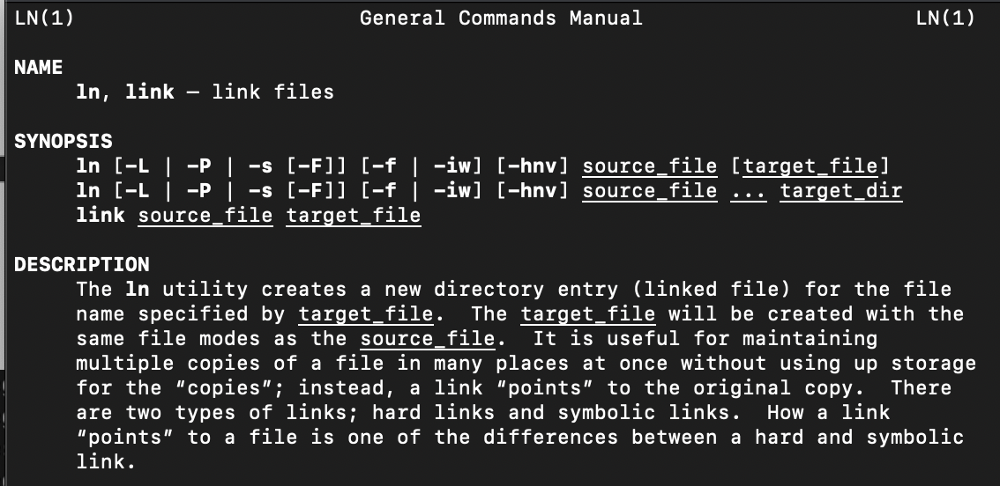 LN(1) General Commands Manual LN(1)
NAME
ln, link – link files
SYNOPSIS
ln [-L | -P | -s [-F]] [-f | -iw] [-hnv] source_file [target_file]
ln [-L | -P | -s [-F]] [-f | -iw] [-hnv] source_file ... target_dir
link source_file target_file
DESCRIPTION
The ln utility creates a new directory entry (linked file) for the file
name specified by target_file.  The target_file will be created with the
same file modes as the source_file.  It is useful for maintaining
multiple copies of a file in many places at once without using up storage
for the “copies”; instead, a link “points” to the original copy.  There
are two types of links; hard links and symbolic links.  How a link
“points” to a file is one of the differences between a hard and symbolic
link.